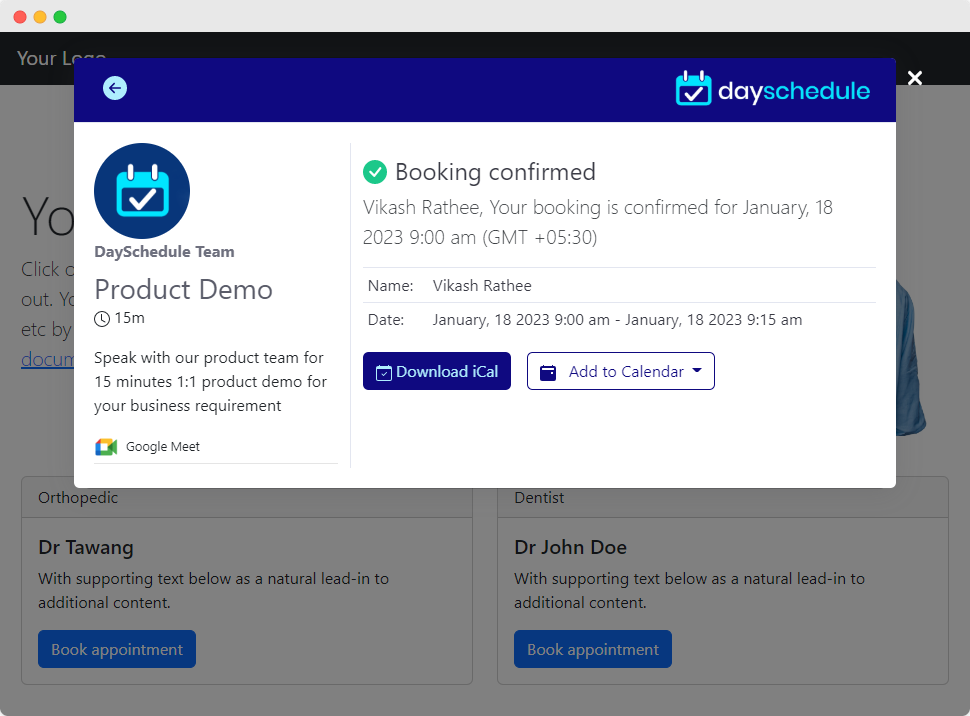 Your Logo
dayschedule
DaySchedule Team
Product Demo
15m
Speak with our product team for
15 minutes 1:1 product demo for
your business requirement
Google Meet
Booking confirmed
Vikash Rathee, Your booking is confirmed for January, 18
2023 9:00 am (GMT +05:30)
Name: Vikash Rathee
Date: January, 18 2023 9:00 am - January, 18 2023 9:15 am
Download iCal
Add to Calendar
Yo
Click o
out. Yo
etc by
docum
Orthopedic
Dr Tawang
With supporting text below as a natural lead-in to
additional content.
Book appointment
Dentist
Dr John Doe
With supporting text below as a natural lead-in to
additional content.
Book appointment